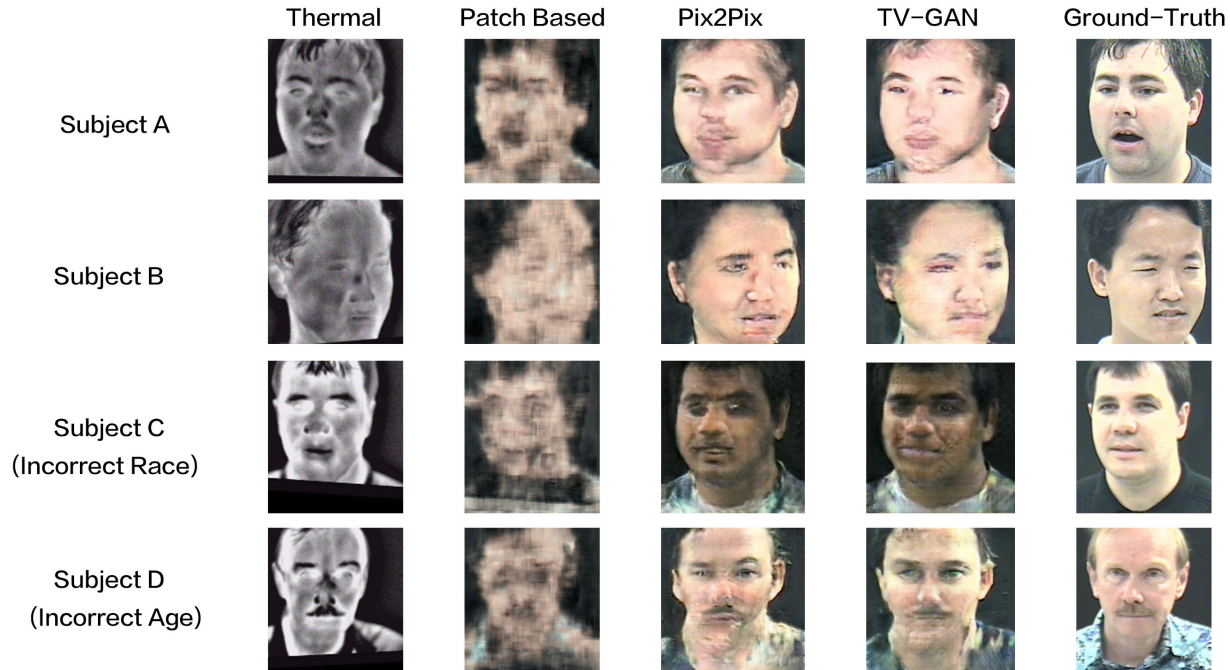 Thermal Patch Based Pix2Pix TV-GAN Ground-Truth
Subject A
Subject B
Subject C
(Incorrect Race)
Subject D
(Incorrect Age)